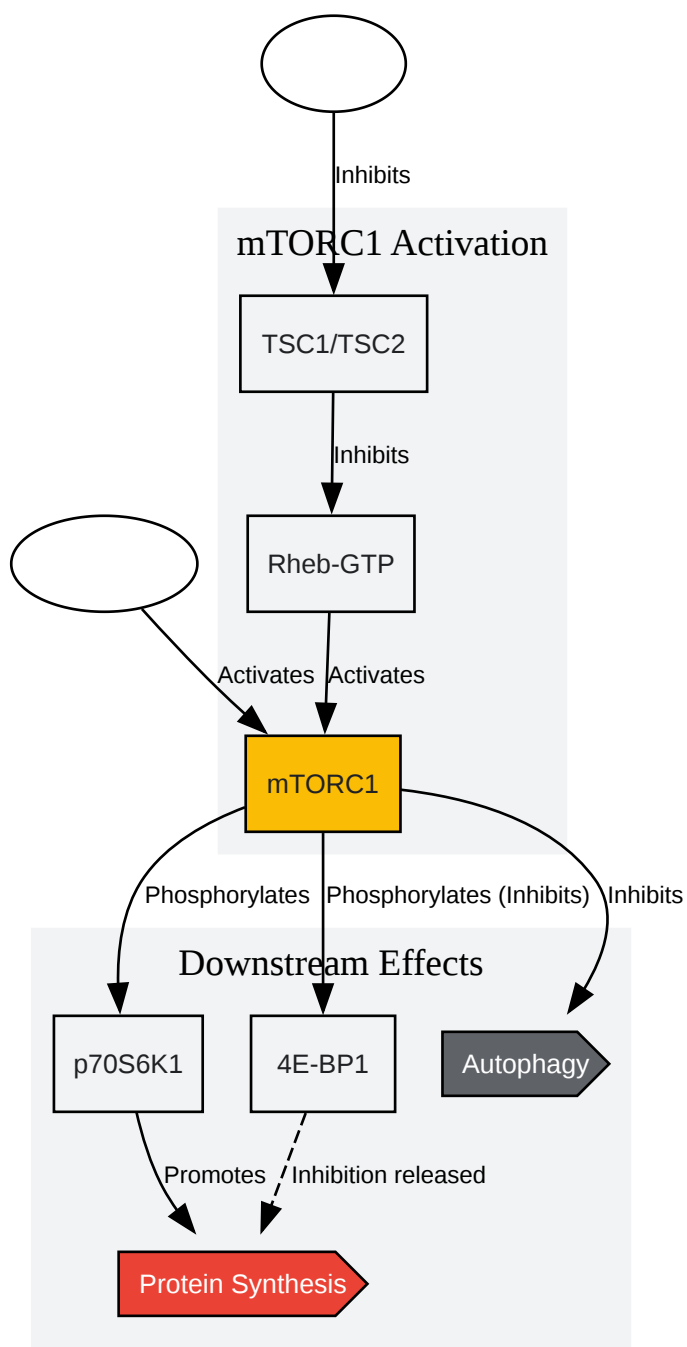 Inhibits
mTORC1 Activation
TSC1/TSC2
Inhibits
Rheb-GTP
Activates
Activates
mTORC1
Phosphorylates
Phosphorylates (Inhibits)
Inhibits
Downstream Effects
p70S6K1
4E-BP1
Autophagy
Promotes
Inhibition released
Protein Synthesis